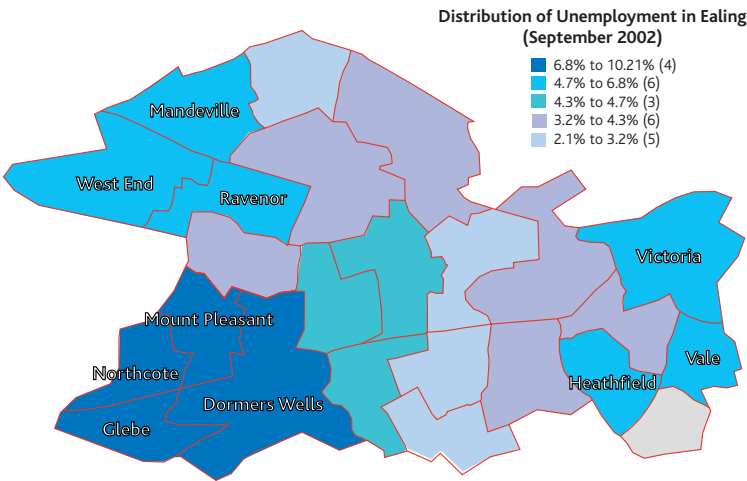 Distribution of Unemployment in Ealing
(September 2002)
6.8% to 10.21% (4)
4.7% to 6.8% (6)
4.3% to 4.7% (3)
3.2% to 4.3% (6)
2.1% to 3.2% (5)
Mandeville
West End
Ravenor
Victoria
Mount Pleasant
Vale
Northcote
Heathfield
Dormers Wells
Glebe